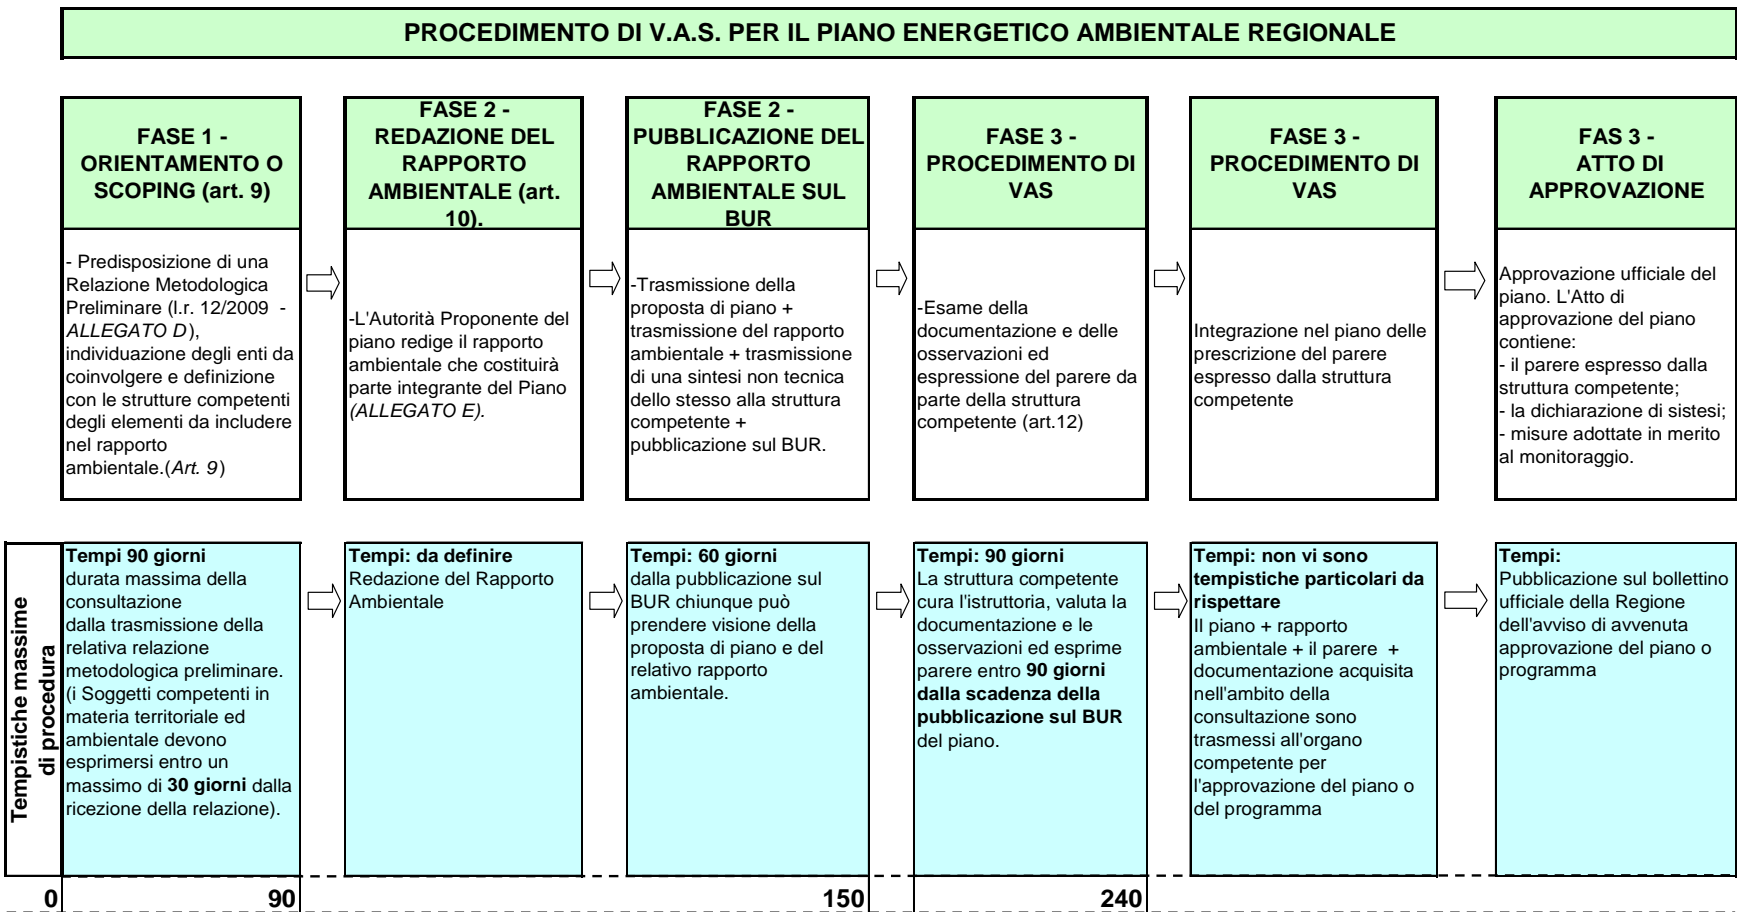 PROCEDIMENTO DI V.A.S. PER IL PIANO ENERGETICO AMBIENTALE REGIONALE
FASE 1 -
ORIENTAMENTO O
SCOPING (art. 9)
FASE 2 -
REDAZIONE DEL
RAPPORTO
AMBIENTALE (art.
10).
FASE 2 -
PUBBLICAZIONE DEL
RAPPORTO
AMBIENTALE SUL
BUR
FASE 3 -
PROCEDIMENTO DI
VAS
FASE 3 -
PROCEDIMENTO DI
VAS
FAS 3 -
ATTO DI
APPROVAZIONE
- Predisposizione di una
Relazione Metodologica
Preliminare (l.r. 12/2009 -
ALLEGATO D),
individuazione degli enti da
coinvolgere e definizione
con le strutture competenti
degli elementi da includere
nel rapporto
ambientale.(Art. 9)
-L'Autorità Proponente del
piano redige il rapporto
ambientale che costituirà
parte integrante del Piano
(ALLEGATO E).
-Trasmissione della
proposta di piano +
trasmissione del rapporto
ambientale + trasmissione
di una sintesi non tecnica
dello stesso alla struttura
competente +
pubblicazione sul BUR.
-Esame della
documentazione e delle
osservazioni ed
espressione del parere da
parte della struttura
competente (art.12)
Integrazione nel piano delle
prescrizione del parere
espresso dalla struttura
competente
Approvazione ufficiale del
piano. L'Atto di
approvazione del piano
contiene:
- il parere espresso dalla
struttura competente;
- la dichiarazione di sistesi;
- misure adottate in merito
al monitoraggio.
Tempistiche massime
di procedura
Tempi 90 giorni
durata massima della
consultazione
dalla trasmissione della
relativa relazione
metodologica preliminare.
(i Soggetti competenti in
materia territoriale ed
ambientale devono
esprimersi entro un
massimo di 30 giorni dalla
ricezione della relazione).
Tempi: da definire
Redazione del Rapporto
Ambientale
Tempi: 60 giorni
dalla pubblicazione sul
BUR chiunque può
prendere visione della
proposta di piano e del
relativo rapporto
ambientale.
Tempi: 90 giorni
La struttura competente
cura l'istruttoria, valuta la
documentazione e le
osservazioni ed esprime
parere entro 90 giorni
dalla scadenza della
pubblicazione sul BUR
del piano.
Tempi: non vi sono
tempistiche particolari da
rispettare
Il piano + rapporto
ambientale + il parere +
documentazione acquisita
nell'ambito della
consultazione sono
trasmessi all'organo
competente per
l'approvazione del piano o
del programma
Tempi:
Pubblicazione sul bollettino
ufficiale della Regione
dell'avviso di avvenuta
approvazione del piano o
programma
0 90 150 240